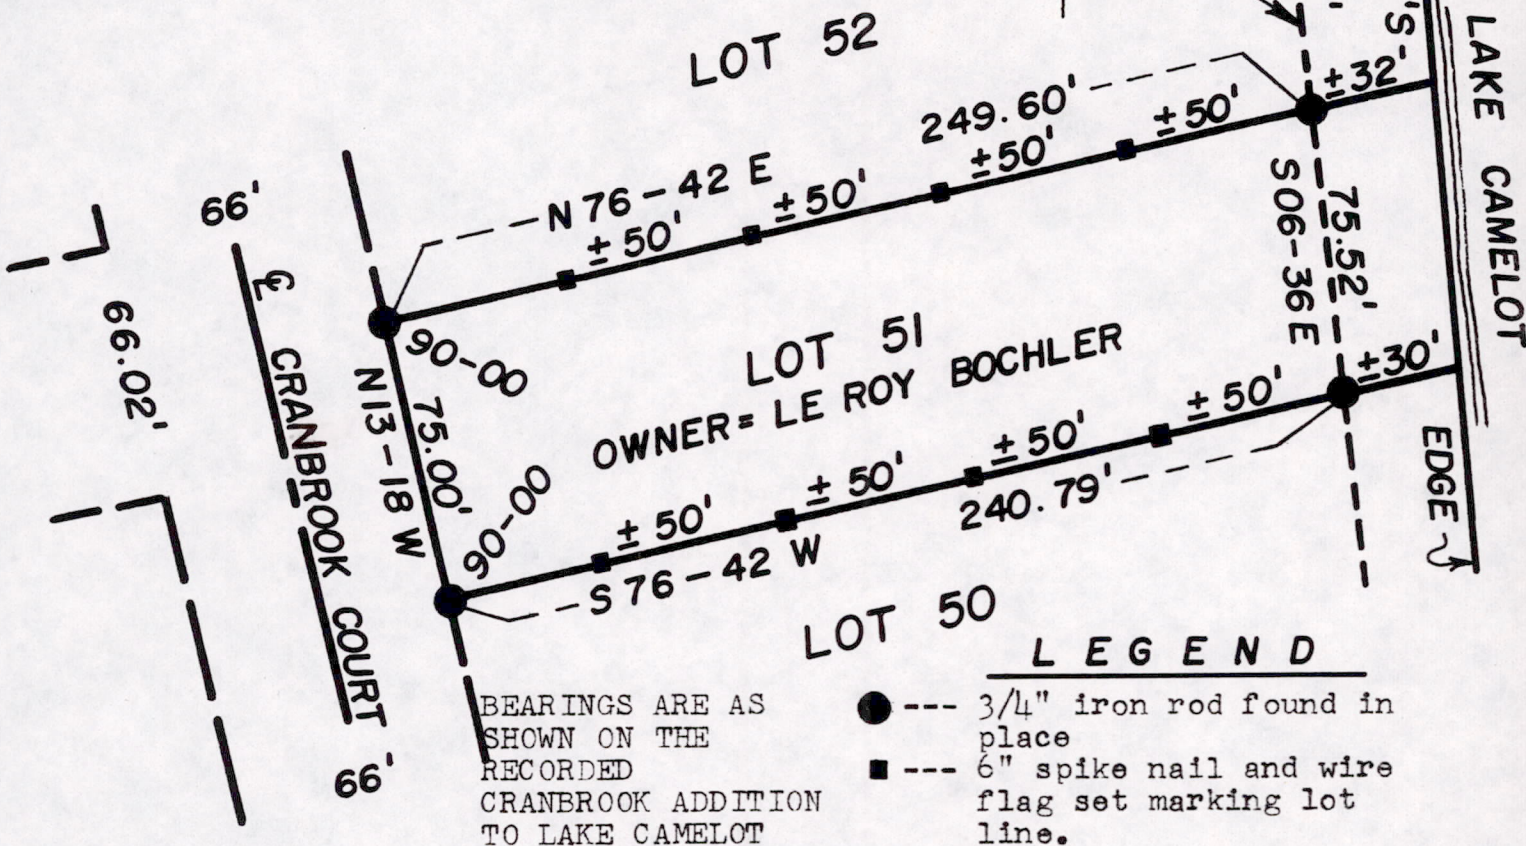 LOT 52
'S-
±32'
LAKE CAMELOT
249.60'
±50'
±50'
±50'
±50'
N 76-42 E
66'
℄ CRANBROOK COURT
66.02'
66'
90-00
N13-18 W
75.00'
90-00
S06-36E
75.52'
LOT 51
OWNER= LE ROY BOCHLER
±30'
±50'
±50'
±50'
±50'
240.79'
S 76-42 W
EDGE
LOT 50
LEGEND
BEARINGS ARE AS
SHOWN ON THE
RECORDED
CRANBROOK ADDITION
TO LAKE CAMELOT
--- 3/4" iron rod found in
place
--- 6" spike nail and wire
flag set marking lot
line.